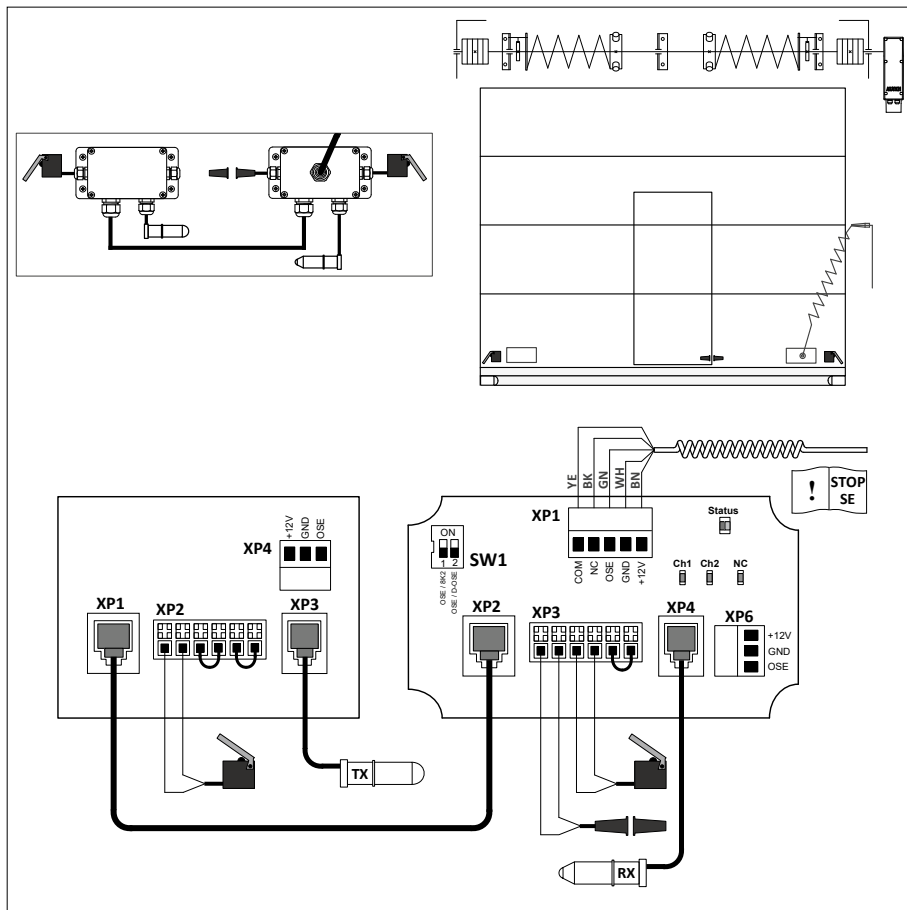 YE
BK
GN
WH
BN
! STOP
SE
Status
XP1
COM
NC
OSE
GND
+12V
Ch1 Ch2 NC
ON
1 2
SW1
OSE / 8K2
OSE / D-OSE
XP4
+12V
GND
OSE
XP1 XP2 XP3
XP2 XP3 XP4 XP6
+12V
GND
OSE
TX
RX